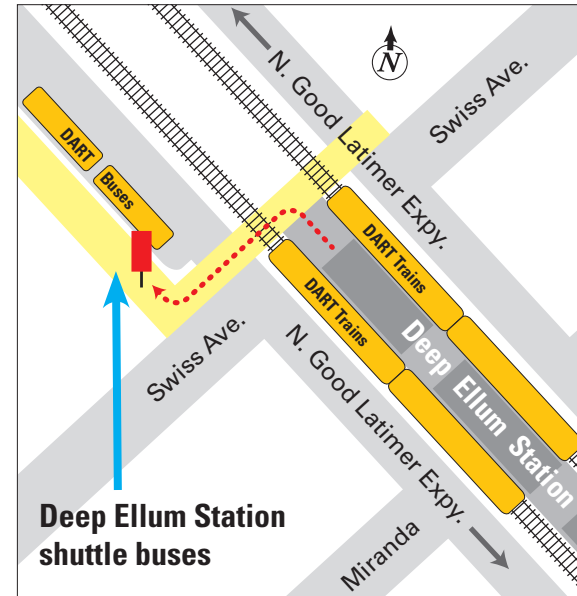 N. Good Latimer Expy.
N
Swiss Ave.
DART
Buses
DART Trains
DART Trains
Deep Ellum Station
Swiss Ave.
N. Good Latimer Expy.
Miranda
Deep Ellum Station
shuttle buses